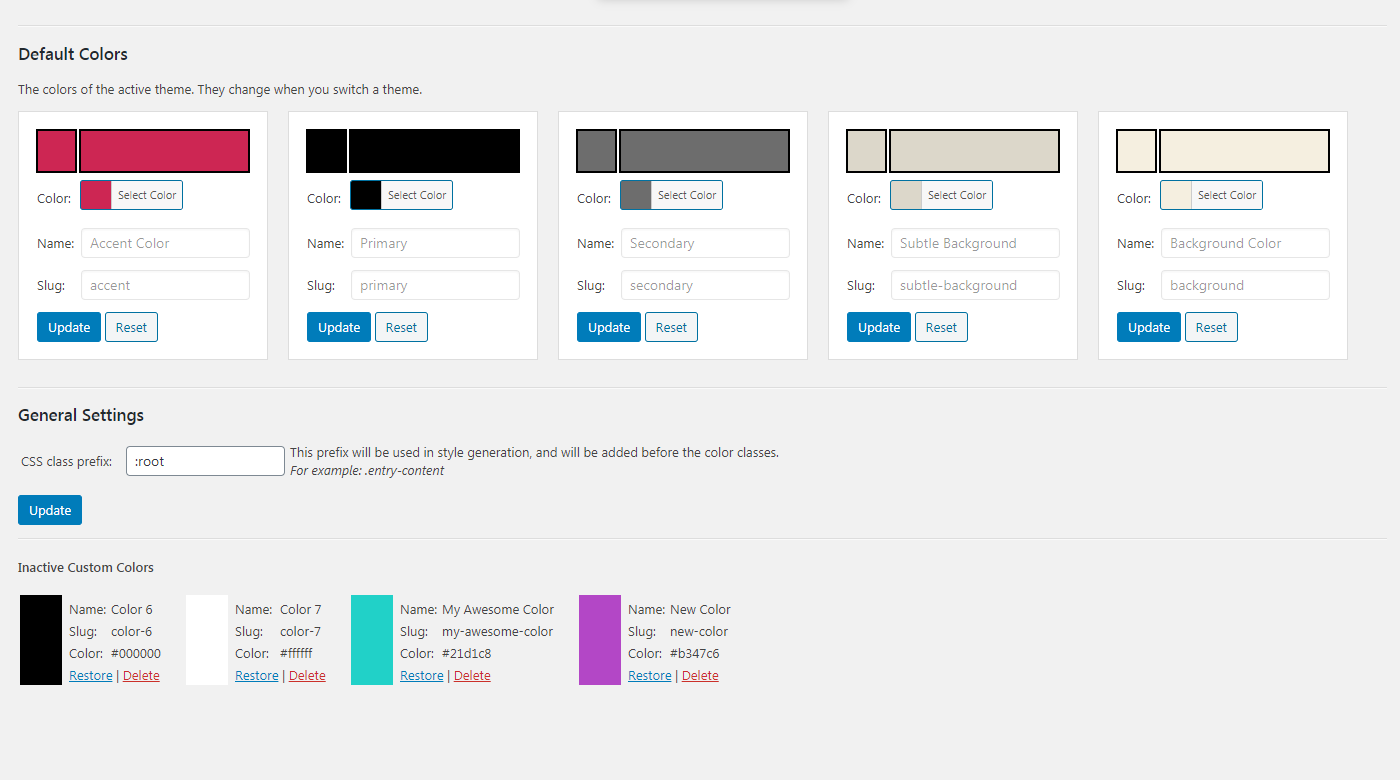 Default Colors
The colors of the active theme. They change when you switch a theme.
Color: Select Color
Name: Accent Color
Slug: accent
Update Reset
Color: Select Color
Name: Primary
Slug: primary
Update Reset
Color: Select Color
Name: Secondary
Slug: secondary
Update Reset
Color: Select Color
Name: Subtle Background
Slug: subtle-background
Update Reset
Color: Select Color
Name: Background Color
Slug: background
Update Reset
General Settings
CSS class prefix: :root
This prefix will be used in style generation, and will be added before the color classes.
For example: .entry-content
Update
Inactive Custom Colors
Name: Color 6
Slug: color-6
Color: #000000
Restore | Delete
Name: Color 7
Slug: color-7
Color: #ffffff
Restore | Delete
Name: My Awesome Color
Slug: my-awesome-color
Color: #21d1c8
Restore | Delete
Name: New Color
Slug: new-color
Color: #b347c6
Restore | Delete